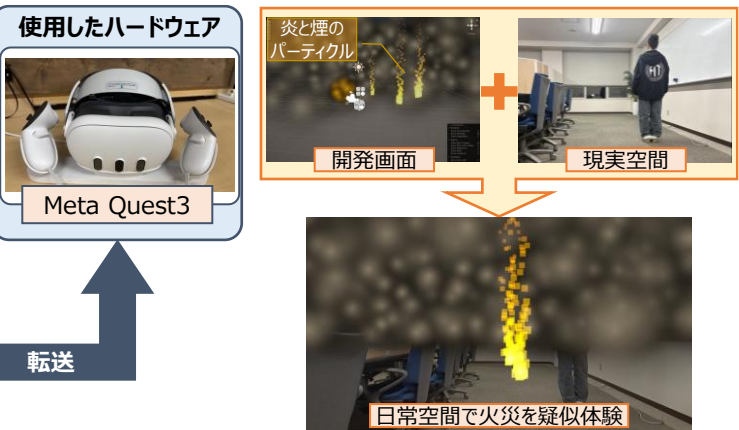 使用したハードウェア
Meta Quest3
転送
炎と煙の
パーティクル
開発画面
現実空間
日常空間で火災を疑似体験